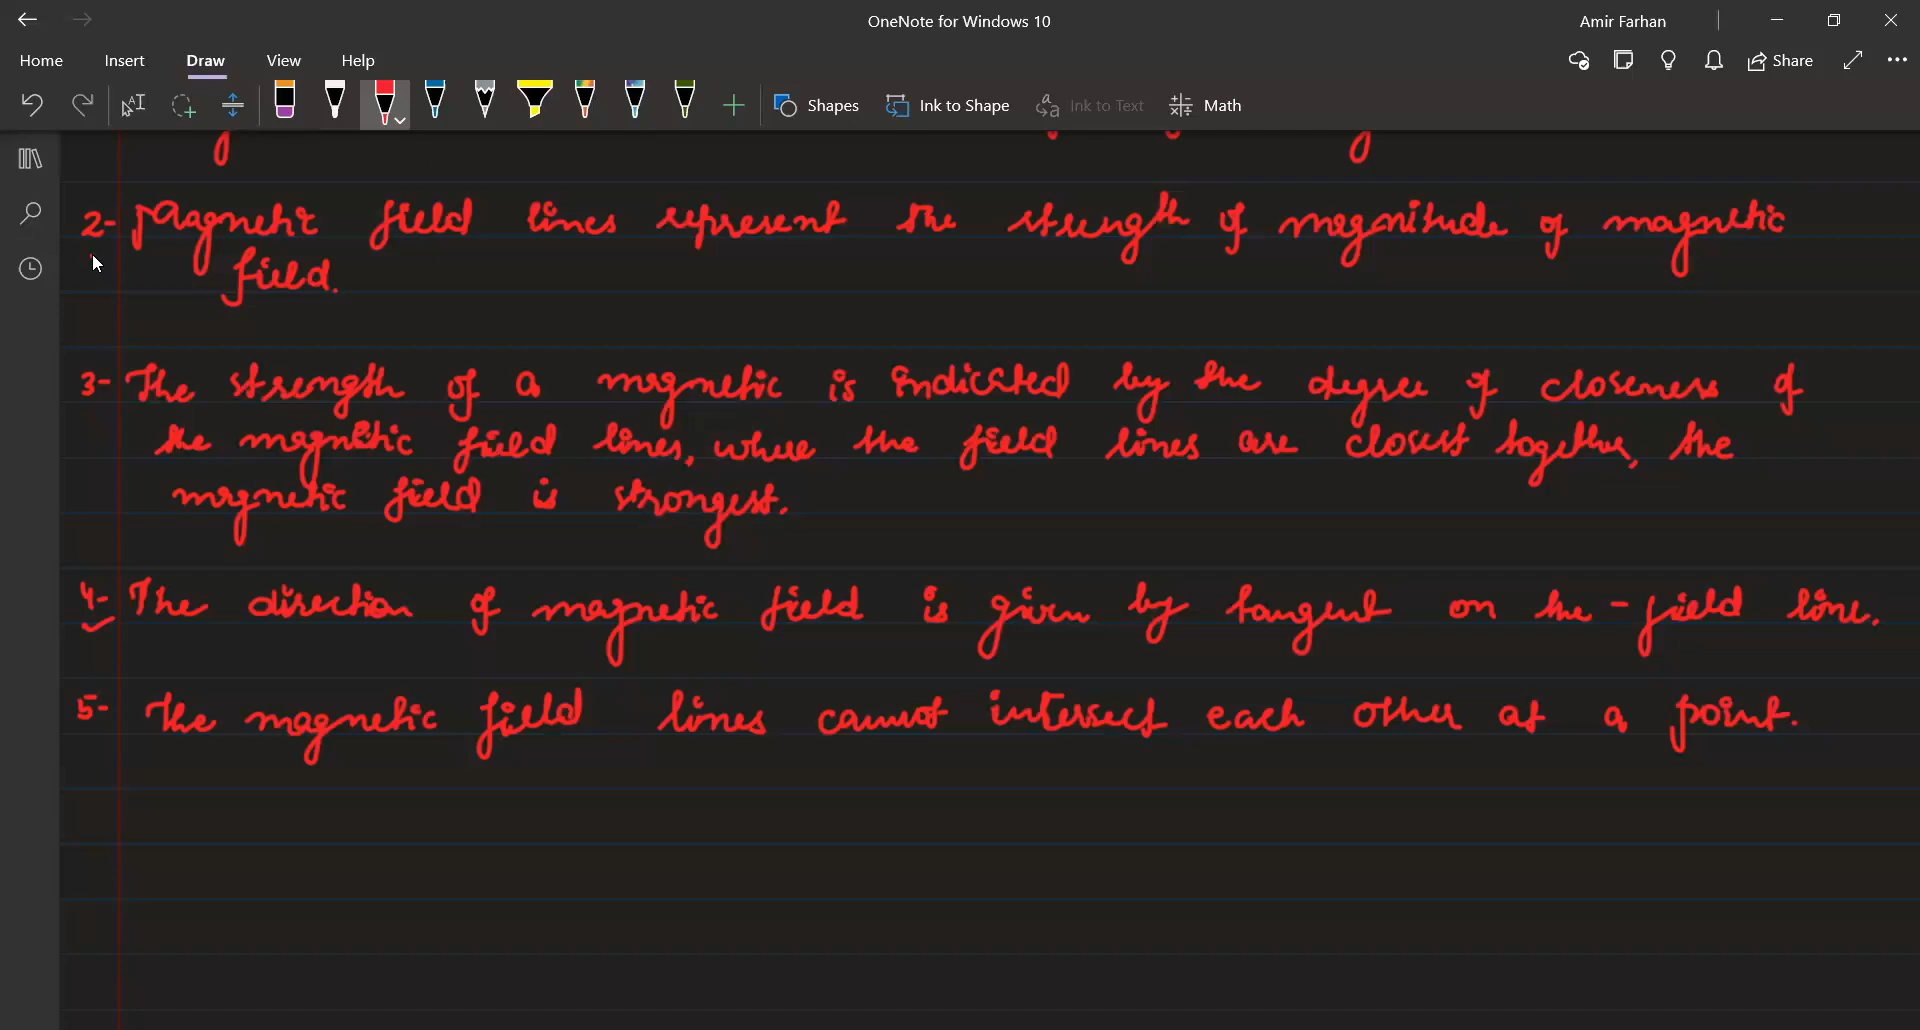 OneNote for Windows 10
Amir Farhan
Home Insert Draw View Help
Share
Shapes Ink to Shape Ink to Text Math
2- Magnetic field lines represent the strength of magnitude of magnetic
field.
3- The strength of a magnetic is indicated by the degree of closeness of
the magnetic field lines, where the field lines are closest together, the
magnetic field is strongest.
4- The direction of magnetic field is given by tangent on the - field line.
5- The magnetic field lines cannot intersect each other at a point.